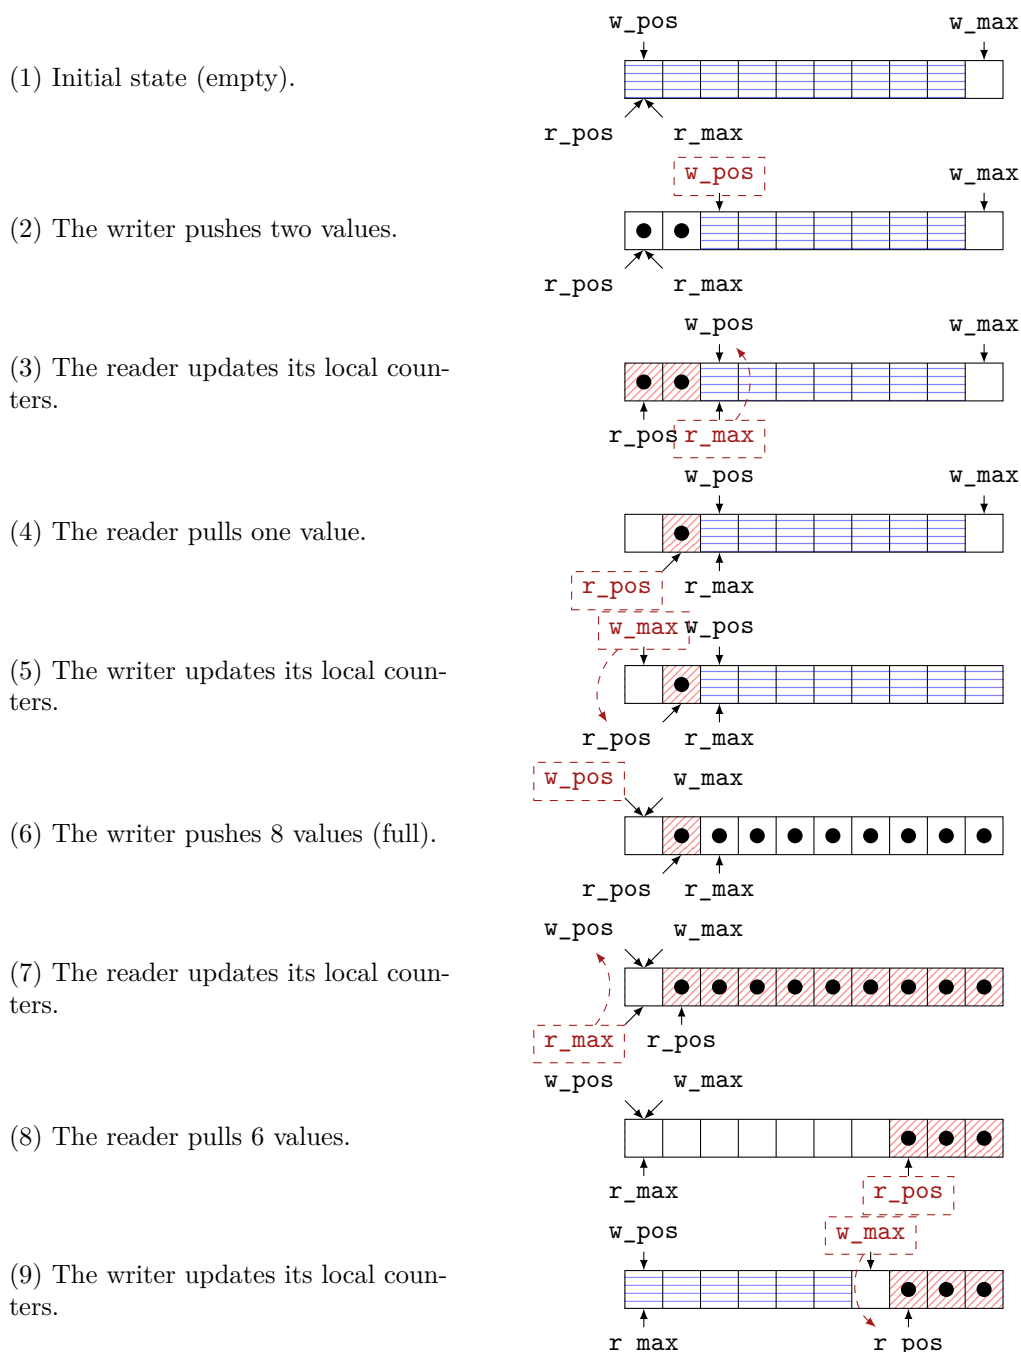 w_pos w_max
(1) Initial state (empty).
r_pos r_max
w_pos w_max
(2) The writer pushes two values.
r_pos r_max
w_pos w_max
(3) The reader updates its local coun-
ters.
r_pos r_max
w_pos w_max
(4) The reader pulls one value.
r_pos r_max
w_max w_pos
(5) The writer updates its local coun-
ters.
r_pos r_max
w_pos w_max
(6) The writer pushes 8 values (full).
r_pos r_max
w_pos w_max
(7) The reader updates its local coun-
ters.
r_max r_pos
w_pos w_max
(8) The reader pulls 6 values.
r_max r_pos
w_pos w_max
(9) The writer updates its local coun-
ters.
r_max r_pos